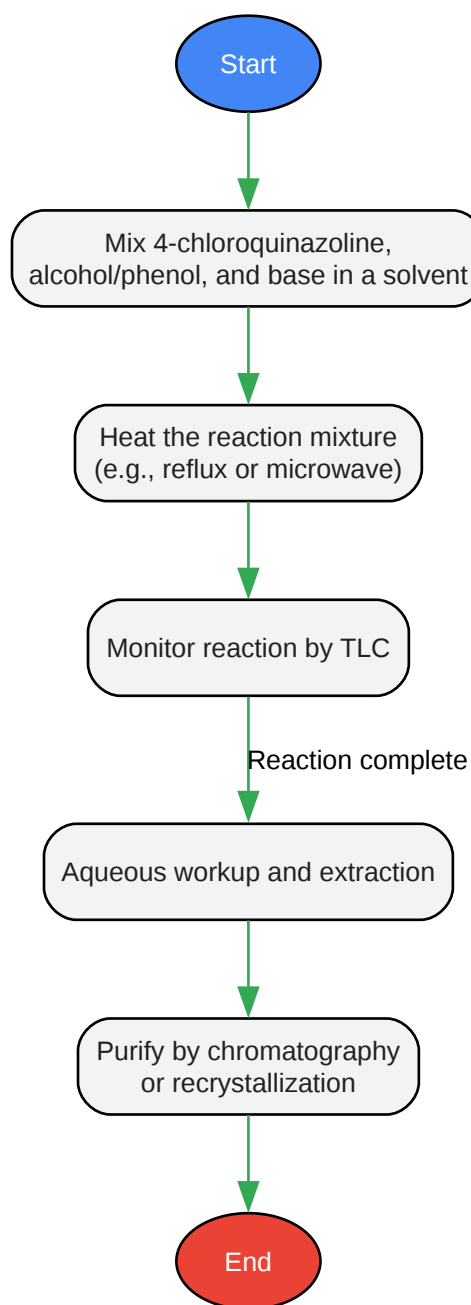 Start
Mix 4-chloroquinazoline,
alcohol/phenol, and base in a solvent
Heat the reaction mixture
(e.g., reflux or microwave)
Monitor reaction by TLC
Reaction complete
Aqueous workup and extraction
Purify by chromatography
or recrystallization
End